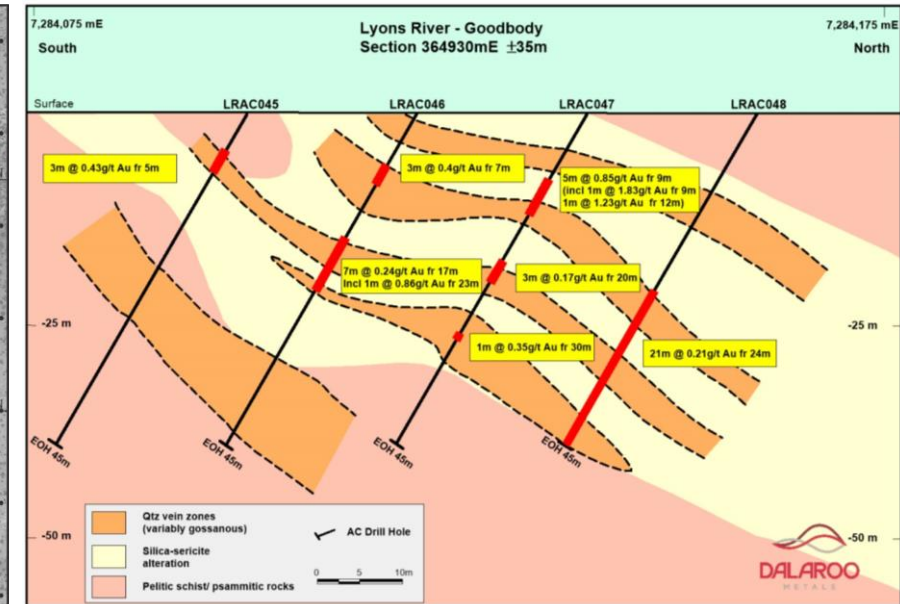 7,284,075 mE
7,284,175 mE
Lyons River - Goodbody
Section 364930mE ±35m
South
North
Surface
LRAC045
LRAC046
LRAC047
LRAC048
3m @ 0.43g/t Au fr 5m
3m @ 0.4g/t Au fr 7m
5m @ 0.85g/t Au fr 9m
(incl 1m @ 1.83g/t Au fr 9m
1m @ 1.23g/t Au fr 12m)
7m @ 0.24g/t Au fr 17m
Incl 1m @ 0.86g/t Au fr 23m
3m @ 0.17g/t Au fr 20m
-25 m
-25 m
1m @ 0.35g/t Au fr 30m
21m @ 0.21g/t Au fr 24m
EOH 45m
EOH 45m
EOH 45m
EOH 45m
Qtz vein zones
(variably gossanous)
AC Drill Hole
Silica-sericite
alteration
0 5 10m
Pelitic schist/ psammitic rocks
-50 m
-50 m
DALAROO
METALS